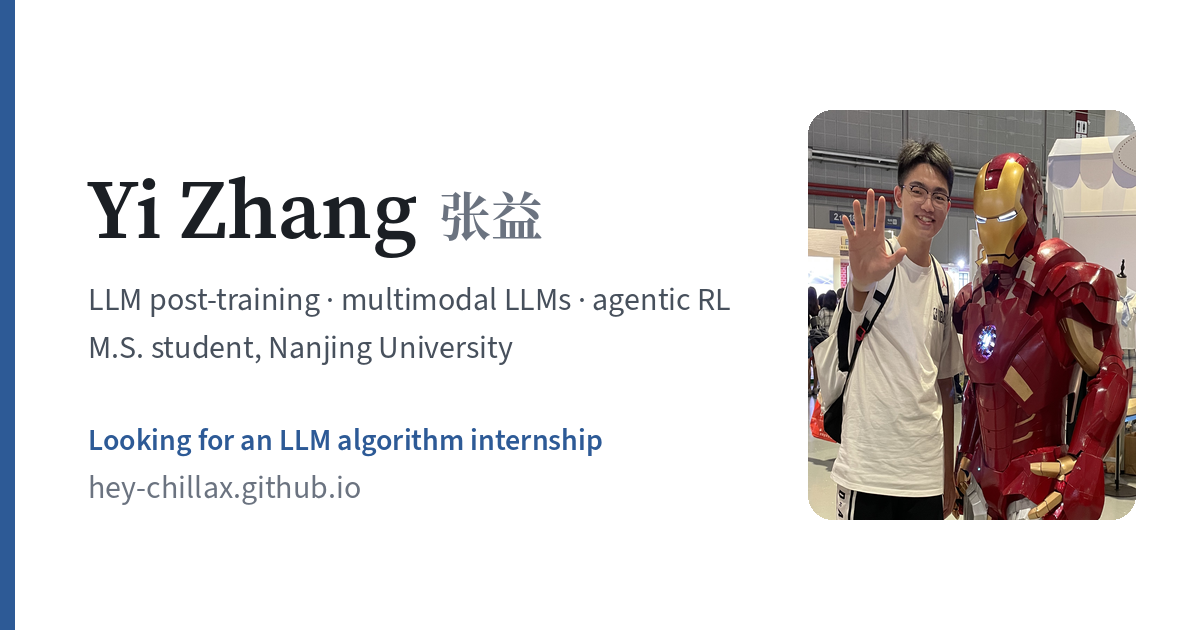 Yi Zhang 张益
LLM post-training · multimodal LLMs · agentic RL
M.S. student, Nanjing University
Looking for an LLM algorithm internship
hey-chillax.github.io